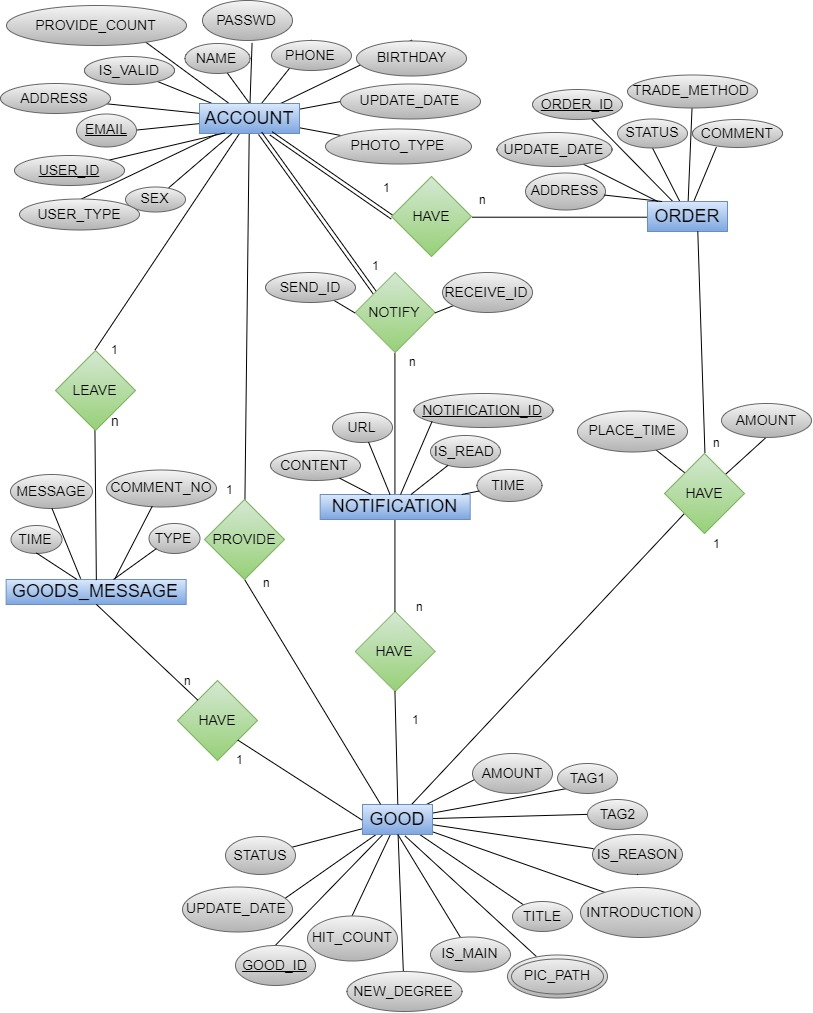 PASSWD
PROVIDE_COUNT
NAME
PHONE
BIRTHDAY
IS_VALID
ADDRESS
UPDATE_DATE
ACCOUNT
EMAIL
PHOTO_TYPE
USER_ID
USER_TYPE
SEX
TRADE_METHOD
ORDER_ID
STATUS
COMMENT
UPDATE_DATE
ADDRESS
ORDER
1
HAVE
n
1
SEND_ID
RECEIVE_ID
NOTIFY
n
1
LEAVE
n
NOTIFICATION_ID
URL
IS_READ
CONTENT
TIME
NOTIFICATION
AMOUNT
PLACE_TIME
n
HAVE
1
MESSAGE
COMMENT_NO
TIME
TYPE
GOODS_MESSAGE
1
PROVIDE
n
n
HAVE
1
n
HAVE
1
GOOD
AMOUNT
TAG1
TAG2
IS_REASON
INTRODUCTION
TITLE
PIC_PATH
IS_MAIN
NEW_DEGREE
HIT_COUNT
GOOD_ID
UPDATE_DATE
STATUS